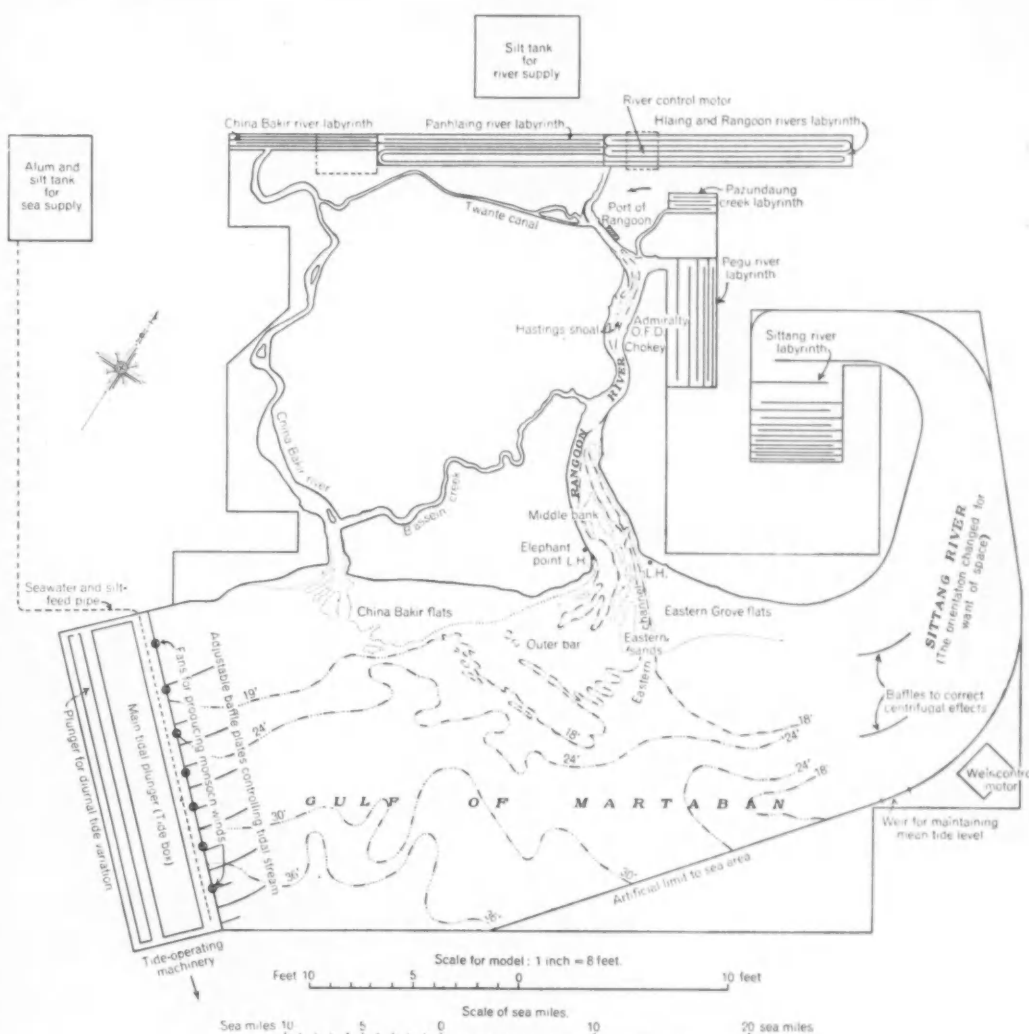 Silt tank
for
river supply
River control motor
China Bakir river labyrinth
Panhlaing river labyrinth
Hlaing and Rangoon rivers labyrinth
Alum and
silt tank
for
sea supply
Twante canal
Port of
Rangoon
Pazundaung
creek labyrinth
Pegu river
labyrinth
Hastings shoal
Admiralty
O.F.D.
Chokey
Sittang river
labyrinth
RANGOON RIVER
China Bakir river
Bassein creek
Middle bank
Elephant
point L.H.
L.H.
SITTANG RIVER
(The orientation changed for
want of space)
Seawater and silt-
feed pipe
China Bakir flats
Eastern Grove flats
Outer bar
Eastern
sands
Eastern channel
Baffles to correct
centrifugal effects
Plunger for diurnal tide variation
Main tidal plunger (Tide box)
Fans for producing monsoon winds
Adjustable baffle plates controlling tidal stream
19'
24'
18'
24'
18'
24'
24'
18'
30'
36'
30'
18'
GULF OF MARTABAN
Weir control
motor
Weir for maintaining
mean tide level
Artificial limit to sea area
Tide-operating
machinery
Scale for model: 1 inch = 8 feet.
Feet 10 5 0 10 feet
Scale of sea miles.
Sea miles 10 5 0 10 20 sea miles